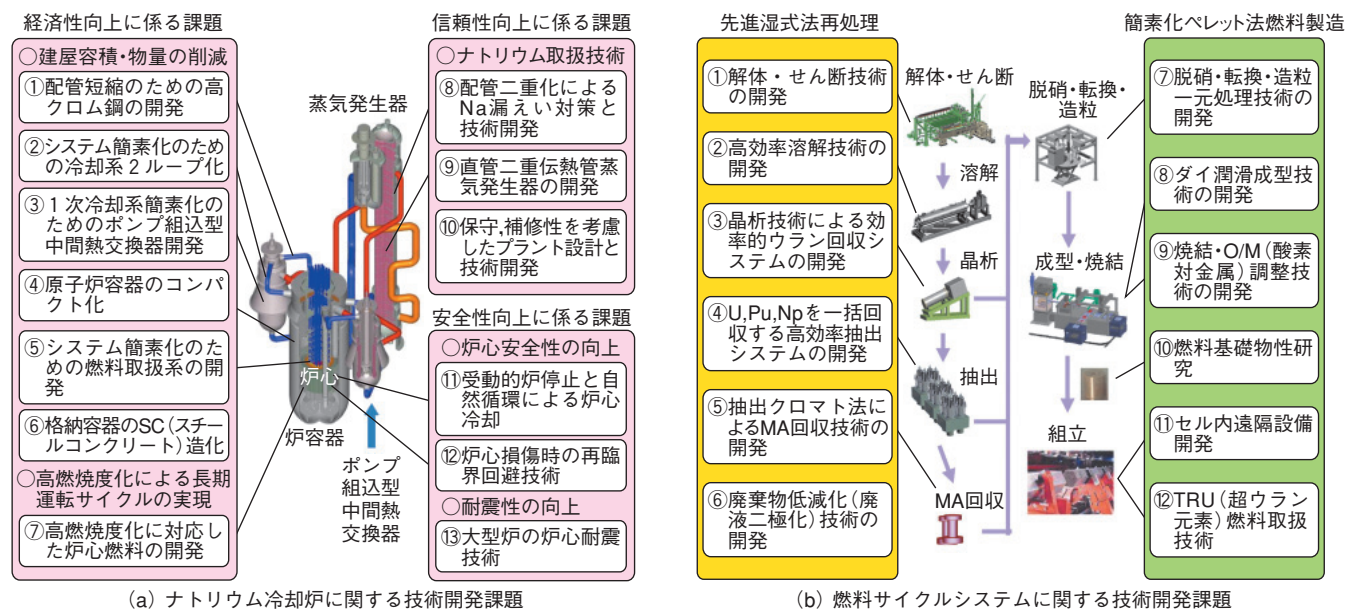 経済性向上に係る課題
○建屋容積・物量の削減
①配管短縮のための高
クロム鋼の開発
②システム簡素化のた
めの冷却系2ループ化
③1次冷却系簡素化の
ためのポンプ組込型
中間熱交換器開発
④原子炉容器のコンパ
クト化
⑤システム簡素化のた
めの燃料取扱系の開
発
⑥格納容器のSC(スチー
ルコンクリート)造化
○高燃焼度化による長期
運転サイクルの実現
⑦高燃焼度化に対応し
た炉心燃料の開発
蒸気発生器
炉心
炉容器
ポンプ
組込型
中間熱
交換器
信頼性向上に係る課題
○ナトリウム取扱技術
⑧配管二重化による
Na漏えい対策と
技術開発
⑨直管二重伝熱管蒸
気発生器の開発
⑩保守,補修性を考慮
したプラント設計と
技術開発
安全性向上に係る課題
○炉心安全性の向上
⑪受動的炉停止と自
然循環による炉心
冷却
⑫炉心損傷時の再臨
界回避技術
○耐震性の向上
⑬大型炉の炉心耐震
技術
(a) ナトリウム冷却炉に関する技術開発課題
先進湿式法再処理
①解体・せん断技術
の開発
②高効率溶解技術の
開発
③晶析技術による効
率的ウラン回収シ
ステムの開発
④U,Pu,Npを一括回
収する高効率抽出
システムの開発
⑤抽出クロマト法に
よるMA回収技術の
開発
⑥廃棄物低減化(廃
液二極化)技術の
開発
解体・せん断
溶解
晶析
抽出
MA回収
脱硝・転換・
造粒
成型・焼結
組立
簡素化ペレット法燃料製造
⑦脱硝・転換・造粒
一元処理技術の
開発
⑧ダイ潤滑成型技
術の開発
⑨焼結・O/M(酸素
対金属)調整技
術の開発
⑩燃料基礎物性研
究
⑪セル内遠隔設備
開発
⑫TRU(超ウラン
元素)燃料取扱
技術
(b) 燃料サイクルシステムに関する技術開発課題